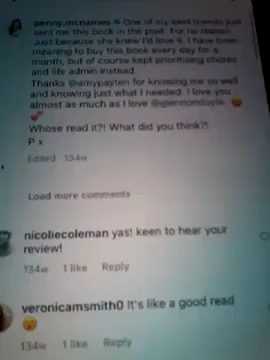 penny.mcnamee One of my best friends just
sent me this book in the post. For no reason
just because she knew I'd love it. I have been
meaning to buy this book every day for a
month, but of course kept prioritising chores
and life admin instead.
Thanks @amypayten for knowing me so well
and knowing just what I needed. I love you
almost as much as I love @glennondoyle.
Whose read it?! What did you think?!
P x
Edited 134w
Load more comments
nicoliecoleman yas! keen to hear your
review!
134w 1 like Reply
veronicamsmith0 It's like a good read
134w 1 like Reply